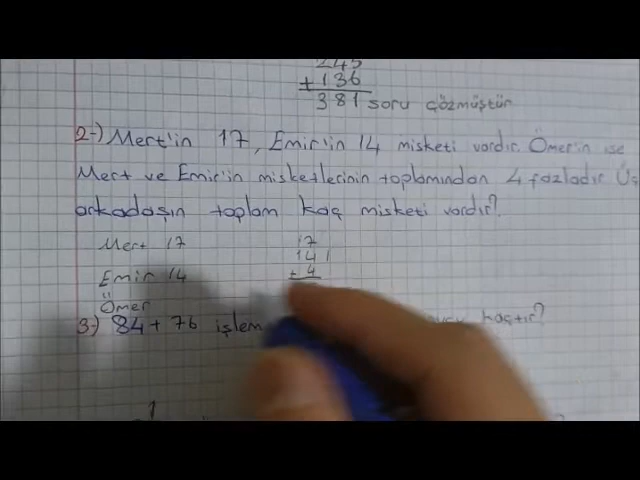 245
+136
381 soru çözmüştür
2-) Mert'in 17, Emir'in 14 misketi vardır. Ömer'in ise
Mert ve Emir'in misketlerinin toplamından 4 fazladır. Üç
arkadaşın toplam kaç misketi vardır?
Mert 17
17
14
Emir 14
+ 4
Ömer
3-) 84 + 76 işlem kaçtır?
1